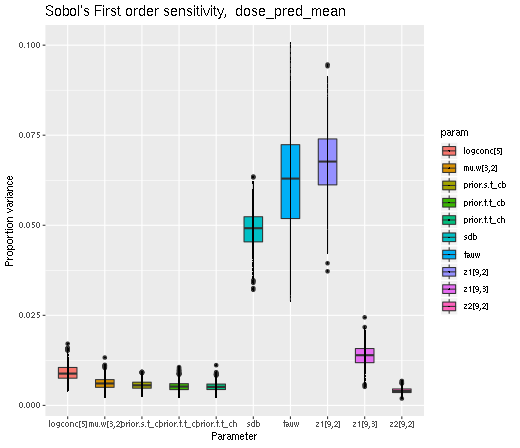 Sobol's First order sensitivity, dose_pred_mean
0.100
0.075
0.050
0.025
0.000
Proportion variance
logconc[5] mu.w[3,2] prior.s.t_cb prior.f.t_cb prior.f.t_ch sdb fauw z1[9,2] z1[9,3] z2[9,2]
Parameter
param
logconc[5]
mu.w[3,2]
prior.s.t_cb
prior.f.t_cb
prior.f.t_ch
sdb
fauw
z1[9,2]
z1[9,3]
z2[9,2]